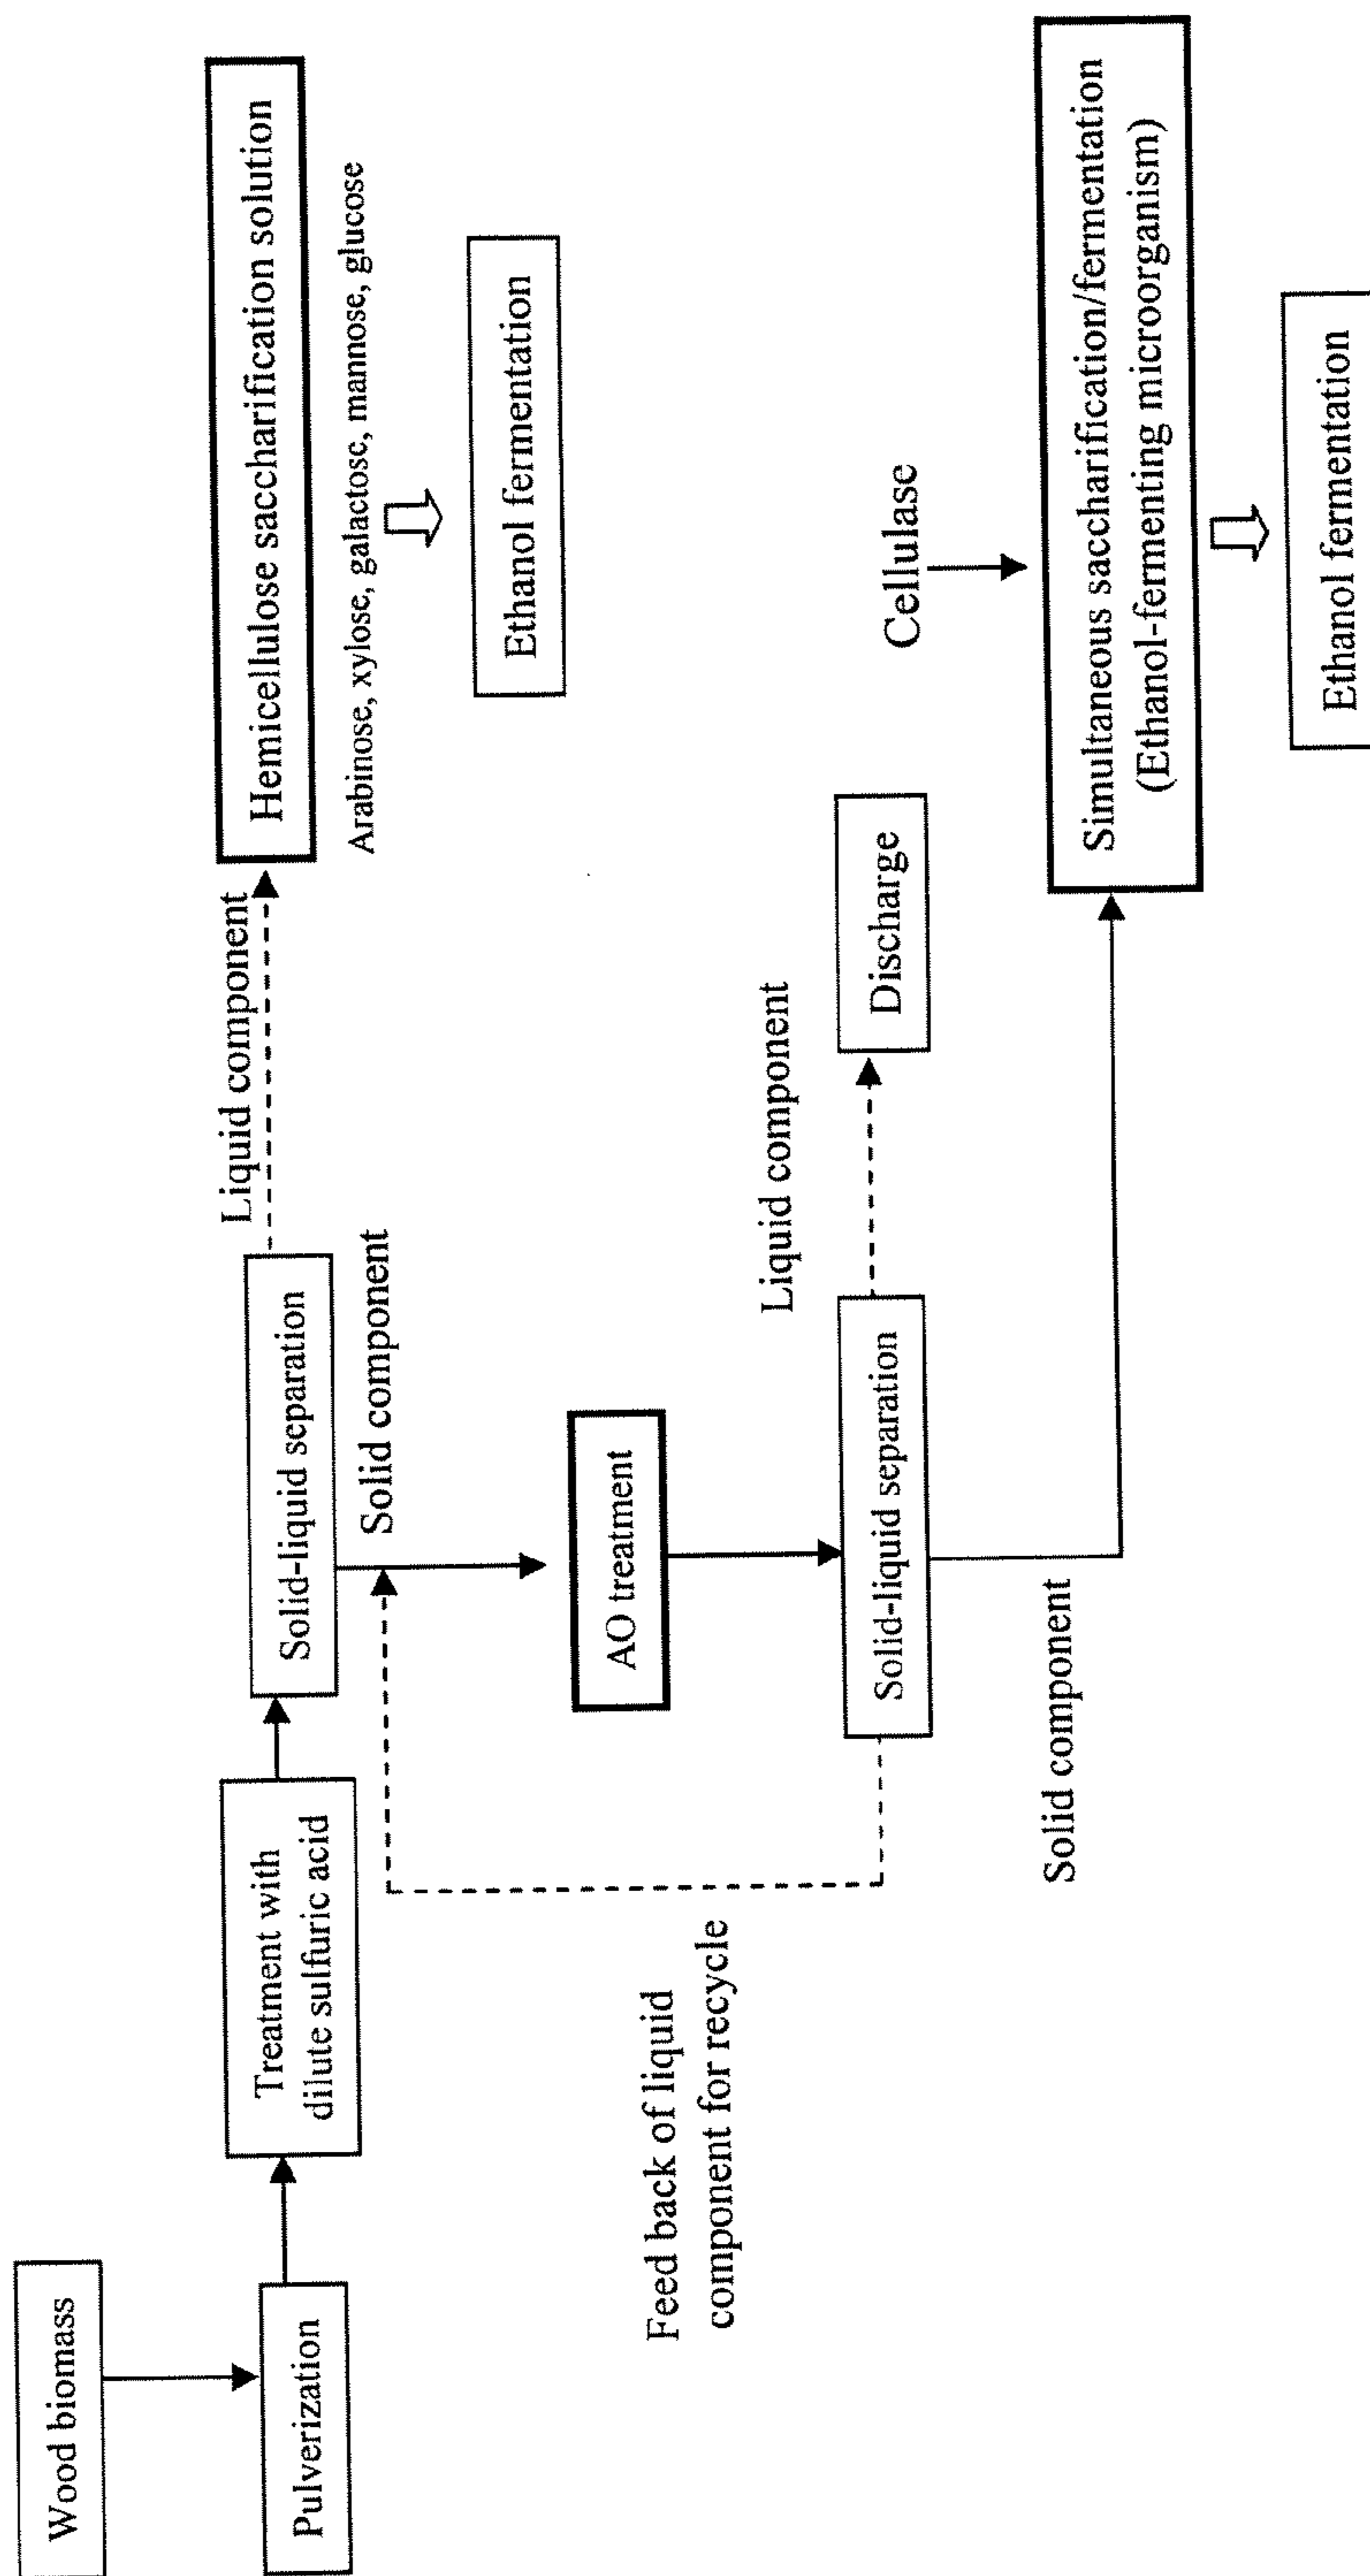 Wood biomass
Pulverization
Treatment with
dilute sulfuric acid
Solid-liquid separation
Liquid component
Hemicellulose saccharification solution
Arabinose, xylose, galactosc, mannose, glucose
Ethanol fermentation
Solid component
AO treatment
Feed back of liquid
component for recycle
Solid-liquid separation
Liquid component
Discharge
Solid component
Cellulase
Simultaneous saccharification/fermentation
(Ethanol-fermenting microorganism)
Ethanol fermentation